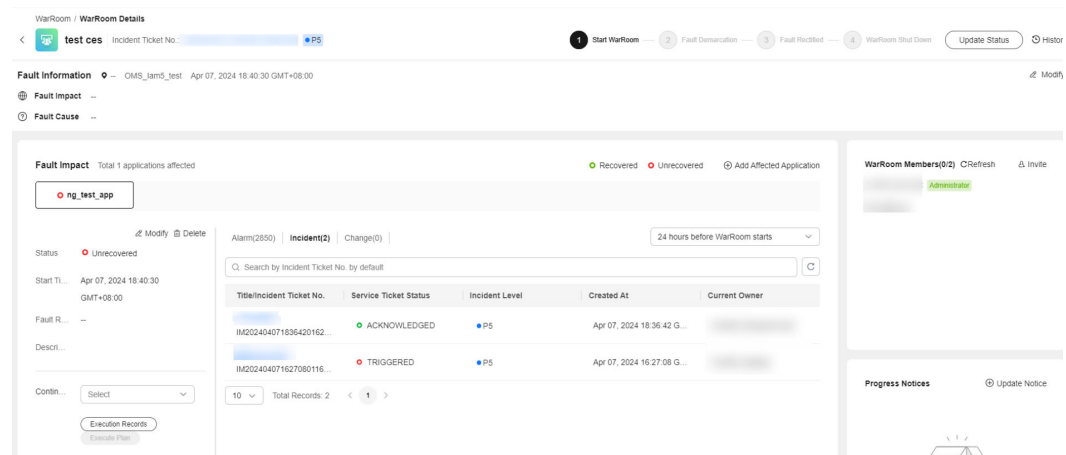 WarRoom / WarRoom Details
test ces Incident Ticket No.: P5
1 Start WarRoom 2 Fault Demarcation 3 Fault Rectified 4 WarRoom Shut Down Update Status Histor
Fault Information -- OMS_Iam5_test Apr 07, 2024 18:40:30 GMT+08:00 Modify
Fault Impact --
Fault Cause --
Fault Impact Total 1 applications affected Recovered Unrecovered Add Affected Application
ng_test_app
Modify Delete
Status Unrecovered
Start Ti... Apr 07, 2024 18:40:30
GMT+08:00
Fault R... --
Descri...
Contin... Select
Execution Records
Execute Plan
Alarm(2850) Incident(2) Change(0) 24 hours before WarRoom starts
Search by Incident Ticket No. by default
Title/Incident Ticket No. Service Ticket Status Incident Level Created At Current Owner
IM202404071836420162... ACKNOWLEDGED P5 Apr 07, 2024 18:36:42 G...
IM202404071627080116... TRIGGERED P5 Apr 07, 2024 16:27:08 G...
10 Total Records: 2 < 1 >
WarRoom Members(0/2) Refresh Invite
Administrator
Progress Notices Update Notice